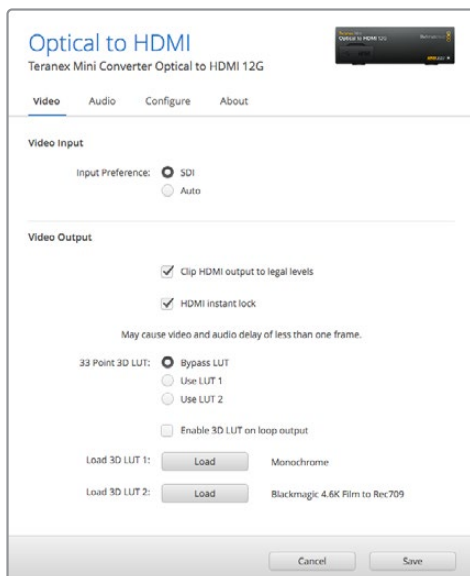 Optical to HDMI
Teranex Mini Converter Optical to HDMI 12G
Video Audio Configure About
Video Input
Input Preference: SDI
Auto
Video Output
Clip HDMI output to legal levels
HDMI instant lock
May cause video and audio delay of less than one frame.
33 Point 3D LUT: Bypass LUT
Use LUT 1
Use LUT 2
Enable 3D LUT on loop output
Load 3D LUT 1: Load Monochrome
Load 3D LUT 2: Load Blackmagic 4.6K Film to Rec709
Cancel Save